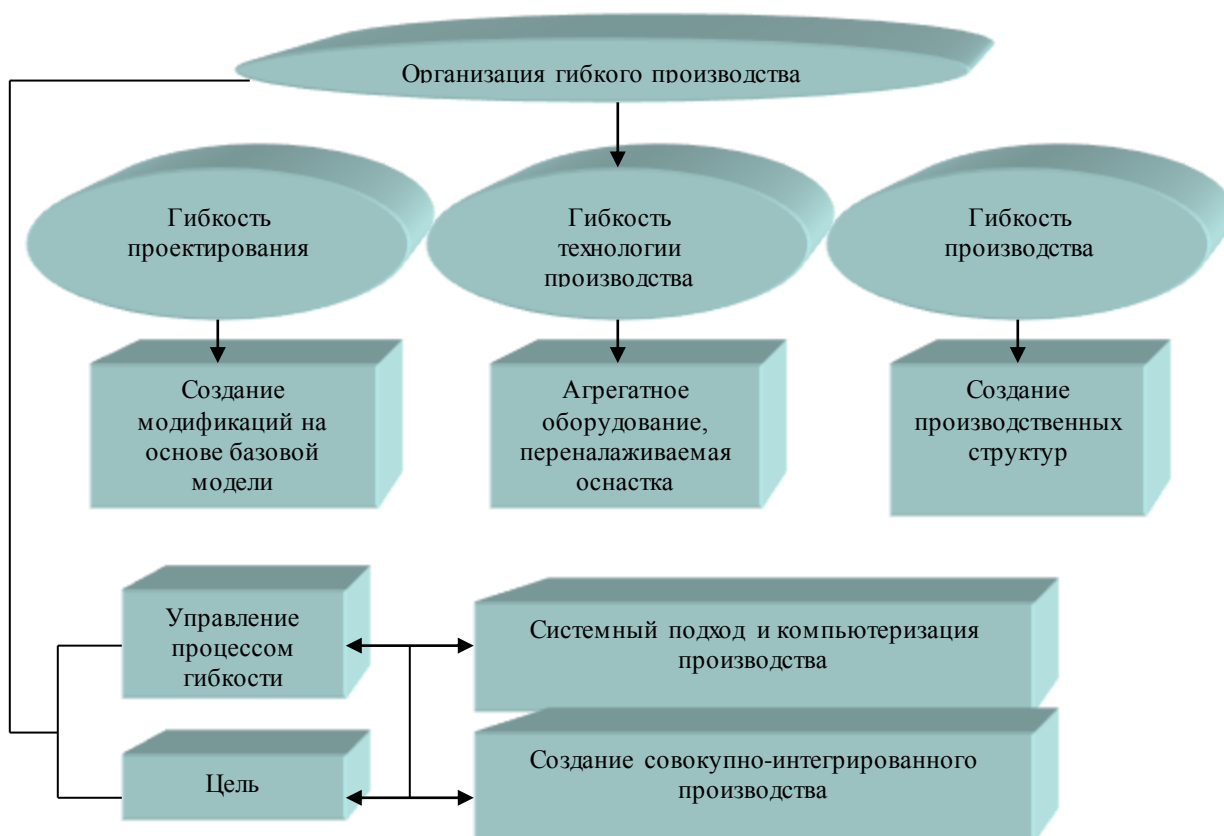 Организация гибкого производства
Гибкость
проектирования
Гибкость
технологии
производства
Гибкость
производства
Создание
модификаций на
основе базовой
модели
Агрегатное
оборудование,
переналаживаемая
оснастка
Создание
производственных
структур
Управление
процессом
гибкости
Системный подход и компьютеризация
производства
Цель
Создание совокупно-интегрированного
производства